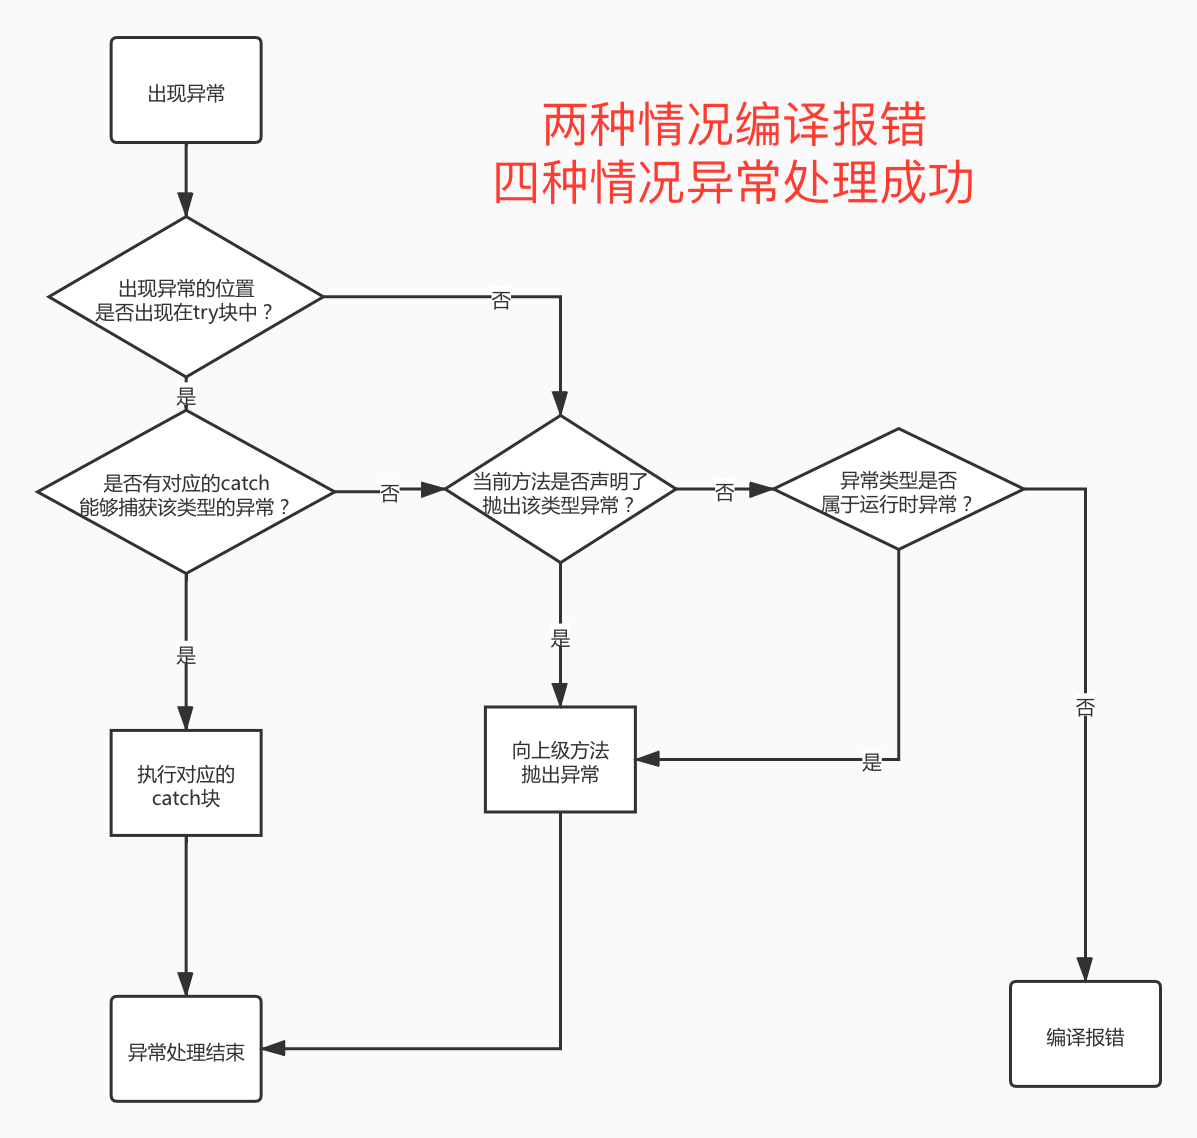 出现异常
两种情况编译报错
四种情况异常处理成功
出现异常的位置
是否出现在try块中？
否
是
是否有对应的catch
能够捕获该类型的异常？
否
当前方法是否声明了
抛出该类型异常？
否
异常类型是否
属于运行时异常？
是
是
否
向上级方法
抛出异常
是
执行对应的
catch块
异常处理结束
编译报错